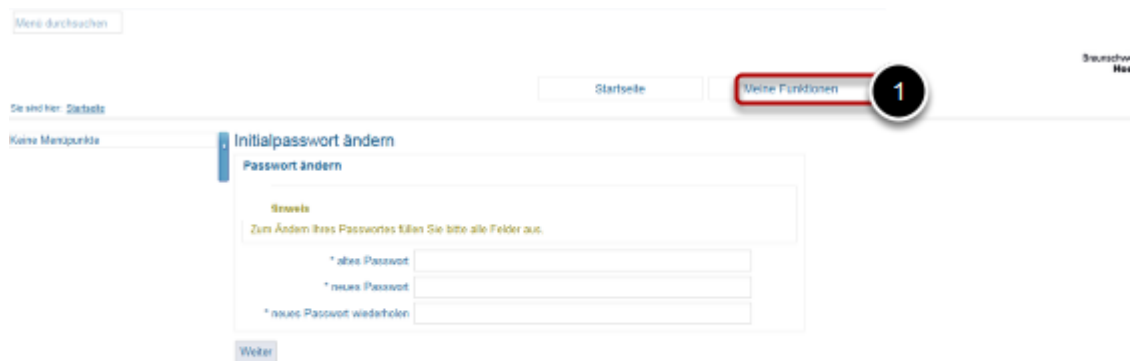 Menü durchsuchen
Startseite
Meine Funktionen
1
Sie sind hier: Startseite
Keine Menüpunkte
Initialpasswort ändern
Passwort ändern
Hinweis
Zum Ändern Ihres Passwortes füllen Sie bitte alle Felder aus.
* altes Passwort
* neues Passwort
* neues Passwort wiederholen
Weiter